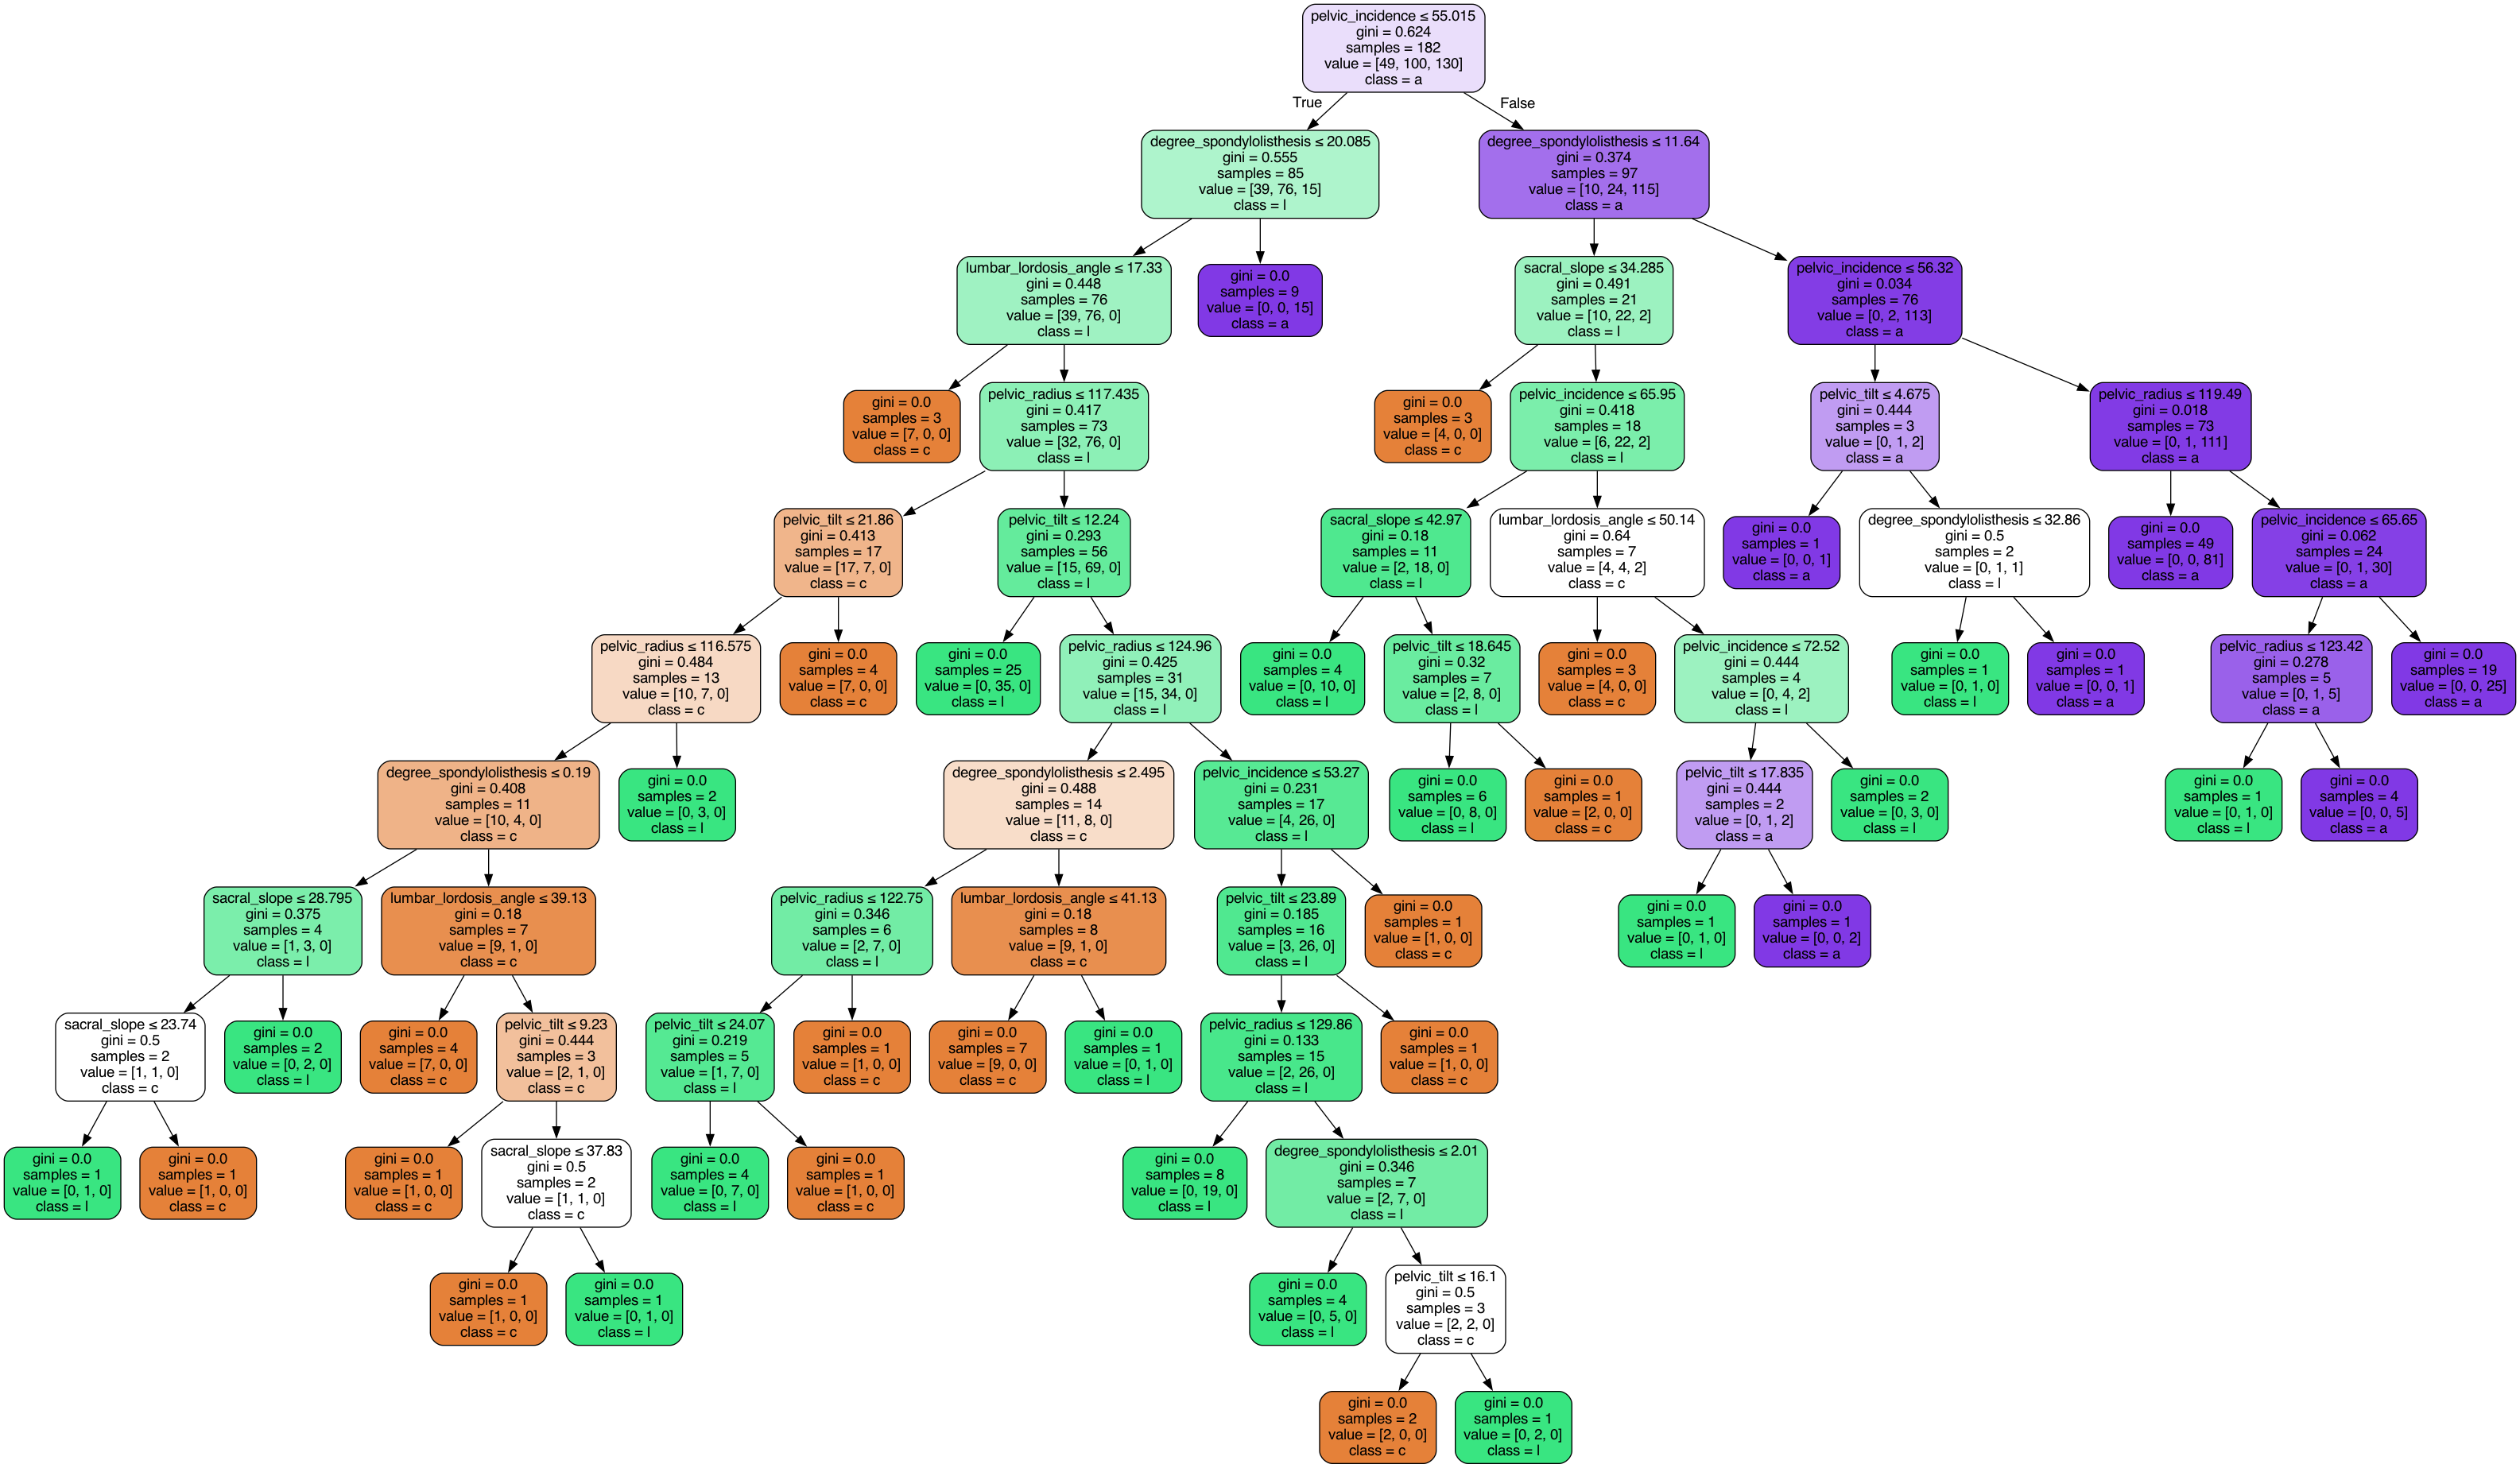 pelvic_incidence ≤ 55.015
gini = 0.624
samples = 182
value = [49, 100, 130]
class = a
True
False
degree_spondylolisthesis ≤ 20.085
gini = 0.555
samples = 85
value = [39, 76, 15]
class = l
degree_spondylolisthesis ≤ 11.64
gini = 0.374
samples = 97
value = [10, 24, 115]
class = a
lumbar_lordosis_angle ≤ 17.33
gini = 0.448
samples = 76
value = [39, 76, 0]
class = l
gini = 0.0
samples = 9
value = [0, 0, 15]
class = a
sacral_slope ≤ 34.285
gini = 0.491
samples = 21
value = [10, 22, 2]
class = l
pelvic_incidence ≤ 56.32
gini = 0.034
samples = 76
value = [0, 2, 113]
class = a
gini = 0.0
samples = 3
value = [7, 0, 0]
class = c
pelvic_radius ≤ 117.435
gini = 0.417
samples = 73
value = [32, 76, 0]
class = l
gini = 0.0
samples = 3
value = [4, 0, 0]
class = c
pelvic_incidence ≤ 65.95
gini = 0.418
samples = 18
value = [6, 22, 2]
class = l
pelvic_tilt ≤ 4.675
gini = 0.444
samples = 3
value = [0, 1, 2]
class = a
pelvic_radius ≤ 119.49
gini = 0.018
samples = 73
value = [0, 1, 111]
class = a
pelvic_tilt ≤ 21.86
gini = 0.413
samples = 17
value = [17, 7, 0]
class = c
pelvic_tilt ≤ 12.24
gini = 0.293
samples = 56
value = [15, 69, 0]
class = l
sacral_slope ≤ 42.97
gini = 0.18
samples = 11
value = [2, 18, 0]
class = l
lumbar_lordosis_angle ≤ 50.14
gini = 0.64
samples = 7
value = [4, 4, 2]
class = c
gini = 0.0
samples = 1
value = [0, 0, 1]
class = a
degree_spondylolisthesis ≤ 32.86
gini = 0.5
samples = 2
value = [0, 1, 1]
class = l
gini = 0.0
samples = 49
value = [0, 0, 81]
class = a
pelvic_incidence ≤ 65.65
gini = 0.062
samples = 24
value = [0, 1, 30]
class = a
pelvic_radius ≤ 116.575
gini = 0.484
samples = 13
value = [10, 7, 0]
class = c
gini = 0.0
samples = 4
value = [7, 0, 0]
class = c
gini = 0.0
samples = 25
value = [0, 35, 0]
class = l
pelvic_radius ≤ 124.96
gini = 0.425
samples = 31
value = [15, 34, 0]
class = l
gini = 0.0
samples = 4
value = [0, 10, 0]
class = l
pelvic_tilt ≤ 18.645
gini = 0.32
samples = 7
value = [2, 8, 0]
class = l
gini = 0.0
samples = 3
value = [4, 0, 0]
class = c
pelvic_incidence ≤ 72.52
gini = 0.444
samples = 4
value = [0, 4, 2]
class = l
gini = 0.0
samples = 1
value = [0, 1, 0]
class = l
gini = 0.0
samples = 1
value = [0, 0, 1]
class = a
pelvic_radius ≤ 123.42
gini = 0.278
samples = 5
value = [0, 1, 5]
class = a
gini = 0.0
samples = 19
value = [0, 0, 25]
class = a
degree_spondylolisthesis ≤ 0.19
gini = 0.408
samples = 11
value = [10, 4, 0]
class = c
gini = 0.0
samples = 2
value = [0, 3, 0]
class = l
degree_spondylolisthesis ≤ 2.495
gini = 0.488
samples = 14
value = [11, 8, 0]
class = c
pelvic_incidence ≤ 53.27
gini = 0.231
samples = 17
value = [4, 26, 0]
class = l
gini = 0.0
samples = 6
value = [0, 8, 0]
class = l
gini = 0.0
samples = 1
value = [2, 0, 0]
class = c
pelvic_tilt ≤ 17.835
gini = 0.444
samples = 2
value = [0, 1, 2]
class = a
gini = 0.0
samples = 2
value = [0, 3, 0]
class = l
gini = 0.0
samples = 1
value = [0, 1, 0]
class = l
gini = 0.0
samples = 4
value = [0, 0, 5]
class = a
sacral_slope ≤ 28.795
gini = 0.375
samples = 4
value = [1, 3, 0]
class = l
lumbar_lordosis_angle ≤ 39.13
gini = 0.18
samples = 7
value = [9, 1, 0]
class = c
pelvic_radius ≤ 122.75
gini = 0.346
samples = 6
value = [2, 7, 0]
class = l
lumbar_lordosis_angle ≤ 41.13
gini = 0.18
samples = 8
value = [9, 1, 0]
class = c
pelvic_tilt ≤ 23.89
gini = 0.185
samples = 16
value = [3, 26, 0]
class = l
gini = 0.0
samples = 1
value = [1, 0, 0]
class = c
gini = 0.0
samples = 1
value = [0, 1, 0]
class = l
gini = 0.0
samples = 1
value = [0, 0, 2]
class = a
sacral_slope ≤ 23.74
gini = 0.5
samples = 2
value = [1, 1, 0]
class = c
gini = 0.0
samples = 2
value = [0, 2, 0]
class = l
gini = 0.0
samples = 4
value = [7, 0, 0]
class = c
pelvic_tilt ≤ 9.23
gini = 0.444
samples = 3
value = [2, 1, 0]
class = c
pelvic_tilt ≤ 24.07
gini = 0.219
samples = 5
value = [1, 7, 0]
class = l
gini = 0.0
samples = 1
value = [1, 0, 0]
class = c
gini = 0.0
samples = 7
value = [9, 0, 0]
class = c
gini = 0.0
samples = 1
value = [0, 1, 0]
class = l
pelvic_radius ≤ 129.86
gini = 0.133
samples = 15
value = [2, 26, 0]
class = l
gini = 0.0
samples = 1
value = [1, 0, 0]
class = c
gini = 0.0
samples = 1
value = [0, 1, 0]
class = l
gini = 0.0
samples = 1
value = [1, 0, 0]
class = c
gini = 0.0
samples = 1
value = [1, 0, 0]
class = c
sacral_slope ≤ 37.83
gini = 0.5
samples = 2
value = [1, 1, 0]
class = c
gini = 0.0
samples = 4
value = [0, 7, 0]
class = l
gini = 0.0
samples = 1
value = [1, 0, 0]
class = c
gini = 0.0
samples = 8
value = [0, 19, 0]
class = l
degree_spondylolisthesis ≤ 2.01
gini = 0.346
samples = 7
value = [2, 7, 0]
class = l
gini = 0.0
samples = 1
value = [1, 0, 0]
class = c
gini = 0.0
samples = 1
value = [0, 1, 0]
class = l
gini = 0.0
samples = 4
value = [0, 5, 0]
class = l
pelvic_tilt ≤ 16.1
gini = 0.5
samples = 3
value = [2, 2, 0]
class = c
gini = 0.0
samples = 2
value = [2, 0, 0]
class = c
gini = 0.0
samples = 1
value = [0, 2, 0]
class = l